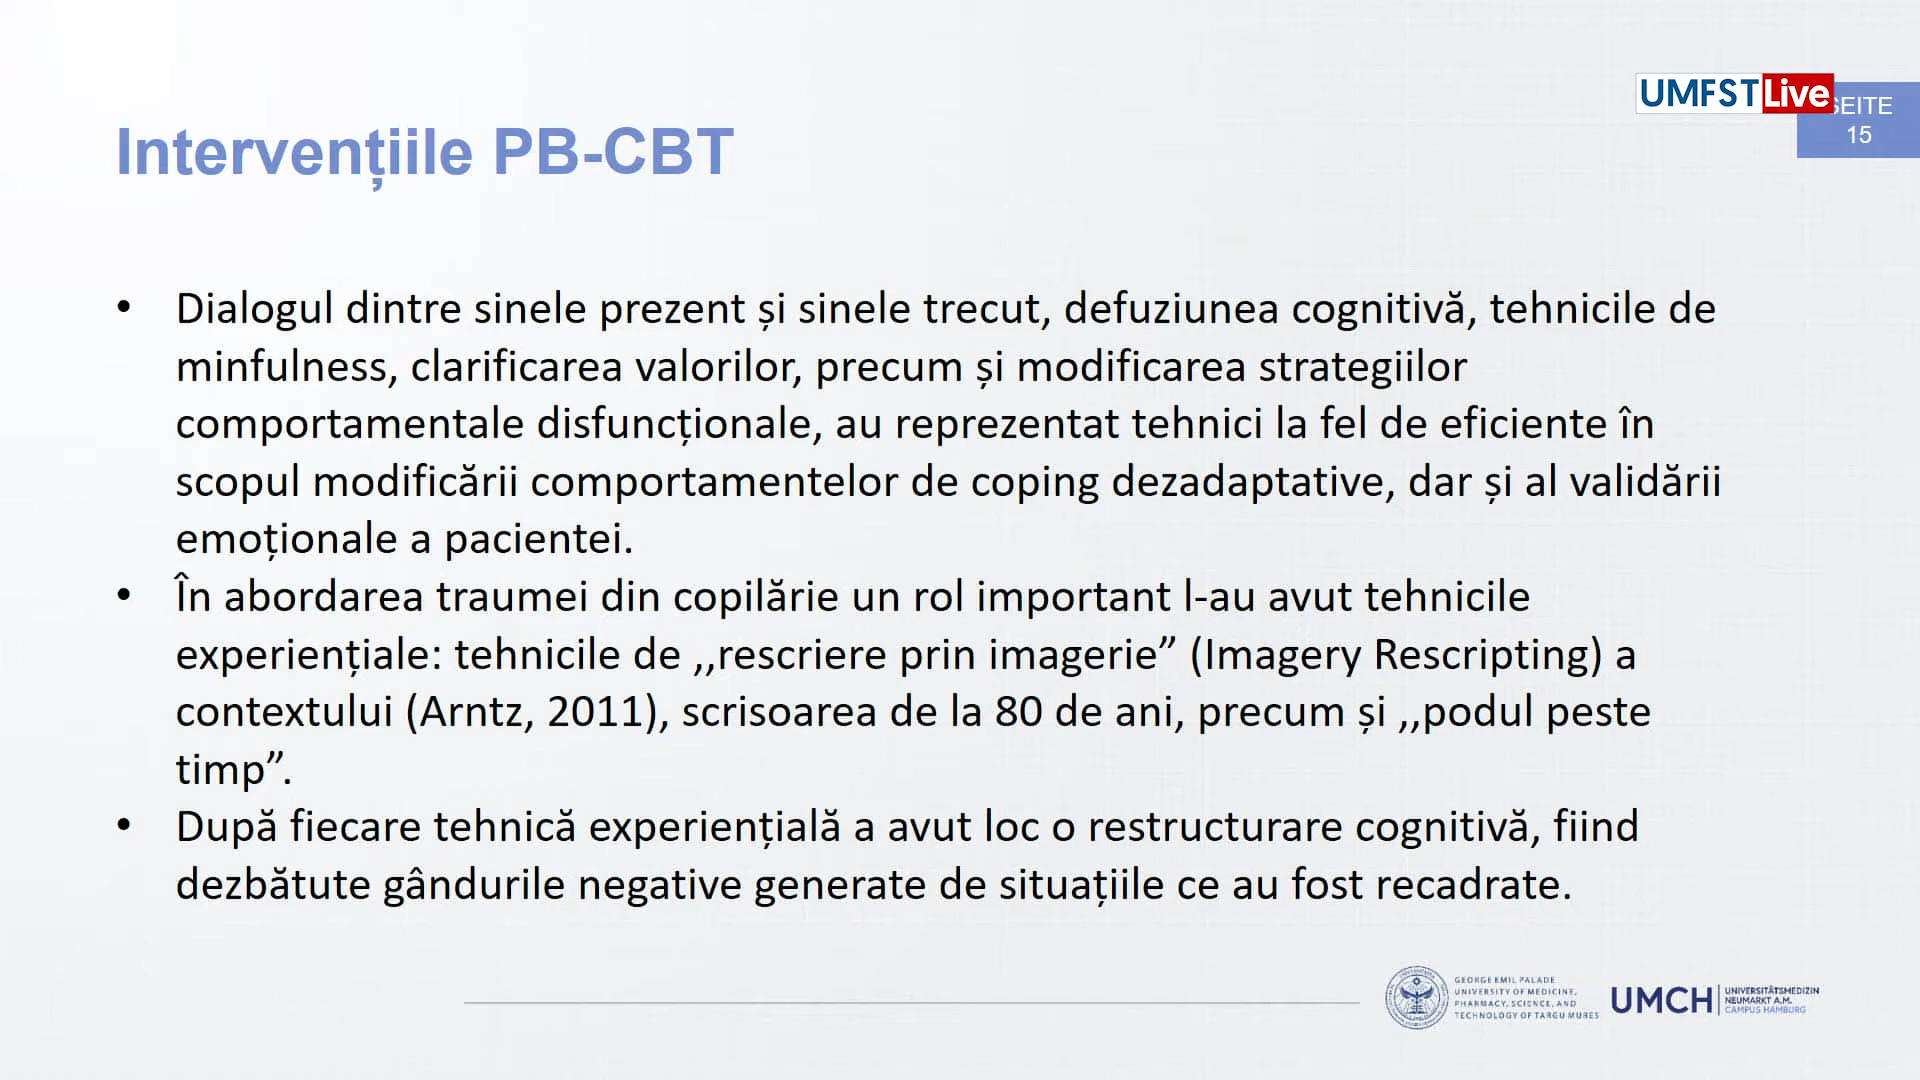 UMFST Live
SEITE
15
Intervențiile PB-CBT
• Dialogul dintre sinele prezent și sinele trecut, defuziunea cognitivă, tehnicile de
minfulness, clarificarea valorilor, precum și modificarea strategiilor
comportamentale disfuncționale, au reprezentat tehnici la fel de eficiente în
scopul modificării comportamentelor de coping dezadaptative, dar și al validării
emoționale a pacientei.
• În abordarea traumei din copilărie un rol important l-au avut tehnicile
experiențiale: tehnicile de ,,rescriere prin imagerie” (Imagery Rescripting) a
contextului (Arntz, 2011), scrisoarea de la 80 de ani, precum și ,,podul peste
timp”.
• După fiecare tehnică experiențială a avut loc o restructurare cognitivă, fiind
dezbătute gândurile negative generate de situațiile ce au fost recadrate.
GEORGE EMIL PALADE
UNIVERSITY OF MEDICINE,
PHARMACY, SCIENCE, AND
TECHNOLOGY OF TARGU MURES
UMCH
UNIVERSITÄTSMEDIZIN
NEUMARKT A.M.
CAMPUS HAMBURG